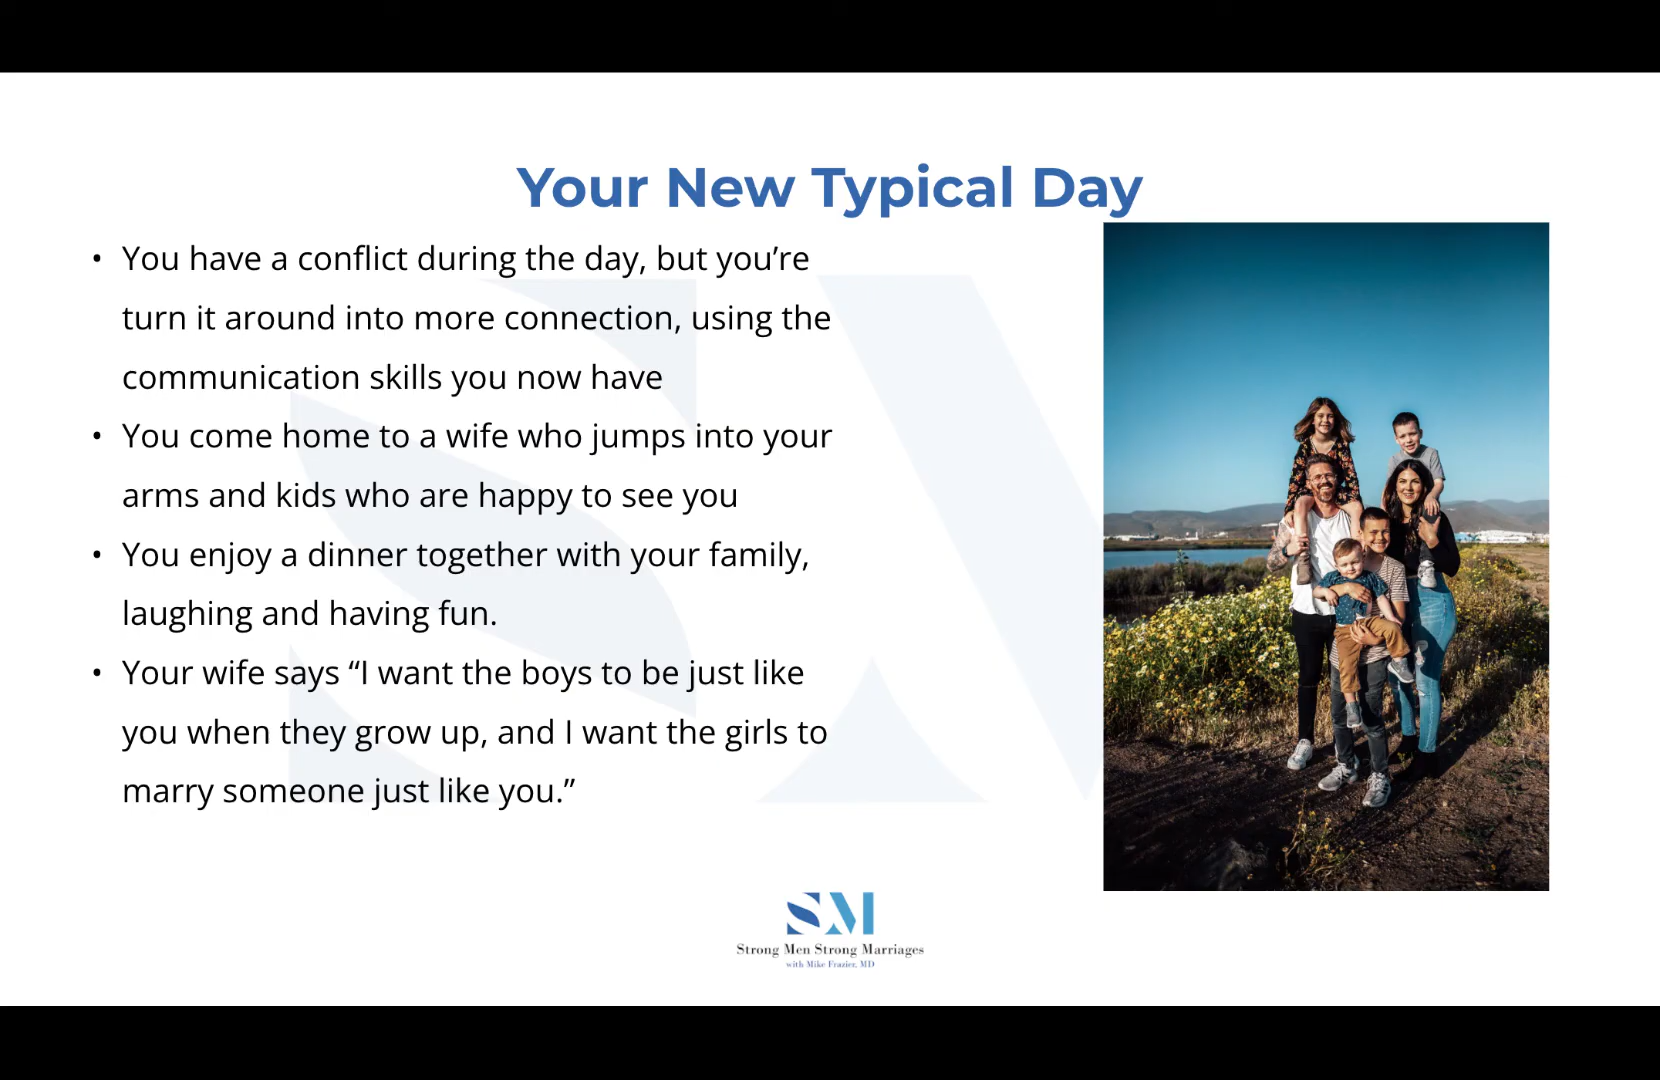 Your New Typical Day
• You have a conflict during the day, but you’re
turn it around into more connection, using the
communication skills you now have
• You come home to a wife who jumps into your
arms and kids who are happy to see you
• You enjoy a dinner together with your family,
laughing and having fun.
• Your wife says “I want the boys to be just like
you when they grow up, and I want the girls to
marry someone just like you.”
SM
Strong Men Strong Marriages
with Mike Frazier, MD